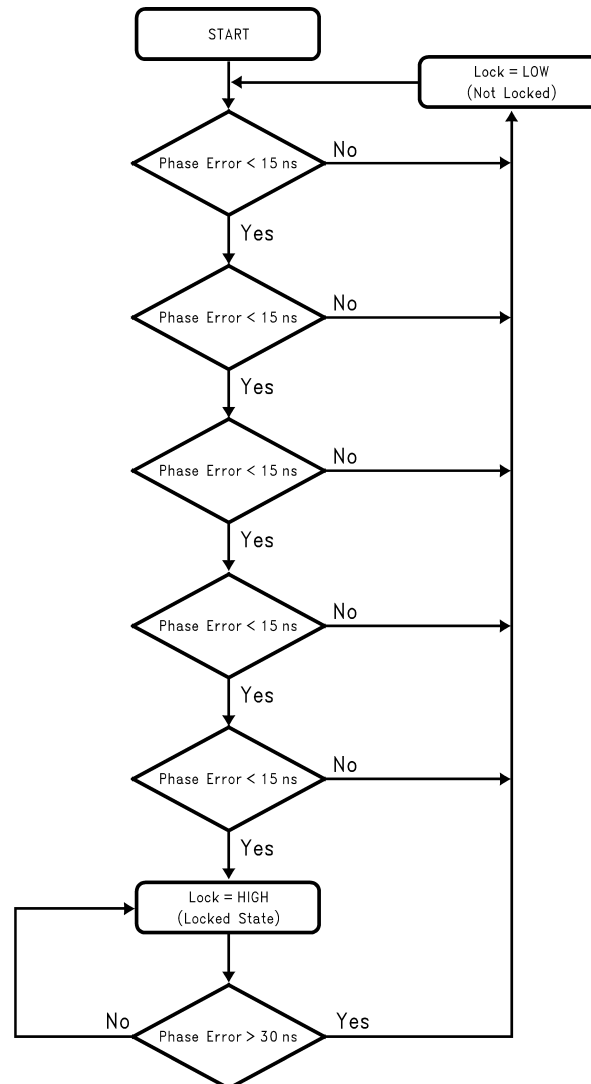 START
Lock = LOW
(Not Locked)
Phase Error < 15 ns
No
Yes
Phase Error < 15 ns
No
Yes
Phase Error < 15 ns
No
Yes
Phase Error < 15 ns
No
Yes
Phase Error < 15 ns
No
Yes
Lock = HIGH
(Locked State)
No
Phase Error > 30 ns
Yes